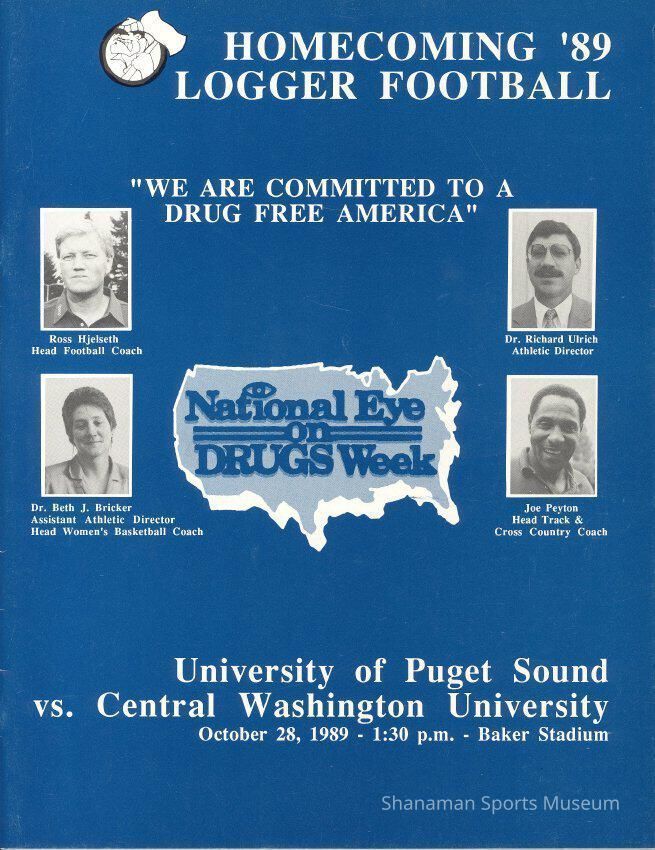 HOMECOMING '89
LOGGER FOOTBALL
"WE ARE COMMITTED TO A
DRUG FREE AMERICA"
Ross Hjelseth
Head Football Coach
Dr. Richard Ulrich
Athletic Director
National Eye
on
DRUGS Week
Dr. Beth J. Bricker
Assistant Athletic Director
Head Women's Basketball Coach
Joe Peyton
Head Track &
Cross Country Coach
University of Puget Sound
vs. Central Washington University
October 28, 1989 - 1:30 p.m. - Baker Stadium
Shanaman Sports Museum